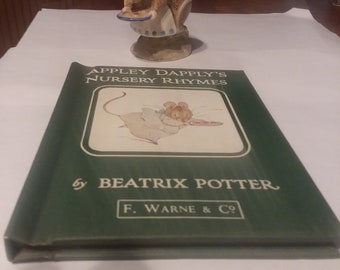 APPLEY DAPPLY'S
NURSERY RHYMES
by BEATRIX POTTER
F. WARNE & Cº